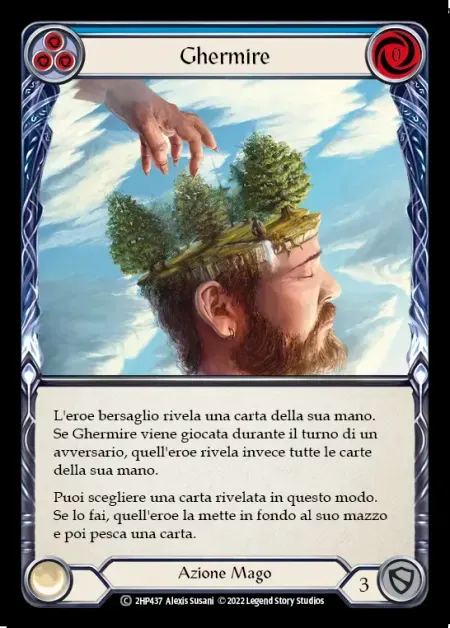 Ghermire
0
L'eroe bersaglio rivela una carta della sua mano.
Se Ghermire viene giocata durante il turno di un
avversario, quell'eroe rivela invece tutte le carte
della sua mano.
Puoi scegliere una carta rivelata in questo modo.
Se lo fai, quell'eroe la mette in fondo al suo mazzo
e poi pesca una carta.
Azione Mago
3
C 2HP437 Alexis Susani © 2022 Legend Story Studios